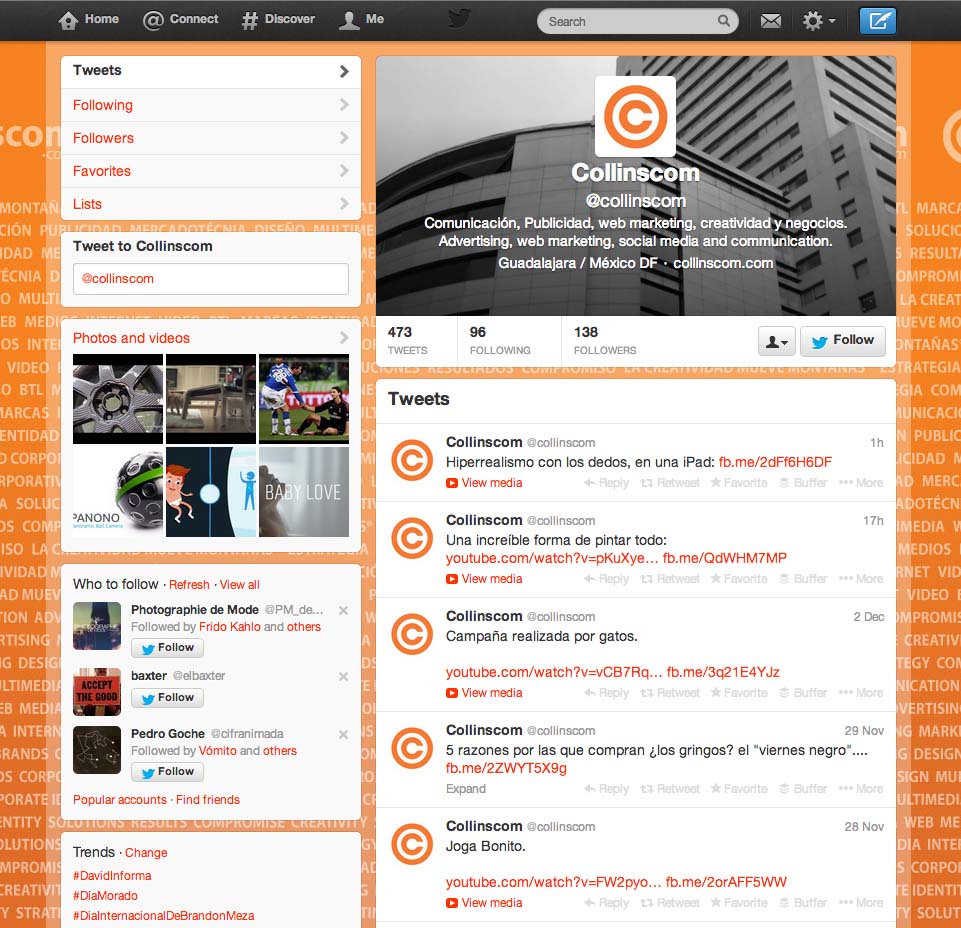 Home Connect Discover Me Search
Tweets
Following
Followers
Favorites
Lists
Tweet to Collinscom
@collinscom
Photos and videos
PANONO
Panoramic Ball Camera
BABY LOVE
Who to follow · Refresh · View all
Photographie de Mode @PM_de...
Followed by Frido Kahlo and others
Follow
baxter @elbaxter
ACCEPT
THE GOOD
Follow
Pedro Goche @cifranimada
Followed by Vómito and others
Follow
Popular accounts · Find friends
Trends · Change
#DavidInforma
#DíaMorado
#DiaInternacionalDeBrandonMeza
Collinscom
@collinscom
Comunicación, Publicidad, web marketing, creatividad y negocios.
Advertising, web marketing, social media and communication.
Guadalajara / México DF · collinscom.com
473 96 138
TWEETS FOLLOWING FOLLOWERS
Follow
Tweets
Collinscom @collinscom 1h
Hiperrealismo con los dedos, en una iPad: fb.me/2dFf6H6DF
View media Reply Retweet Favorite Buffer More
Collinscom @collinscom 17h
Una increíble forma de pintar todo:
youtube.com/watch?v=pKuXye... fb.me/QdWHM7MP
View media Reply Retweet Favorite Buffer More
Collinscom @collinscom 2 Dec
Campaña realizada por gatos.
youtube.com/watch?v=vCB7Rq... fb.me/3q21E4YJz
View media Reply Retweet Favorite Buffer More
Collinscom @collinscom 29 Nov
5 razones por las que compran ¿los gringos? el "viernes negro"....
fb.me/2ZWYT5X9g
Expand Reply Retweet Favorite Buffer More
Collinscom @collinscom 28 Nov
Joga Bonito.
youtube.com/watch?v=FW2pyo... fb.me/2orAFF5WW
View media Reply Retweet Favorite Buffer More